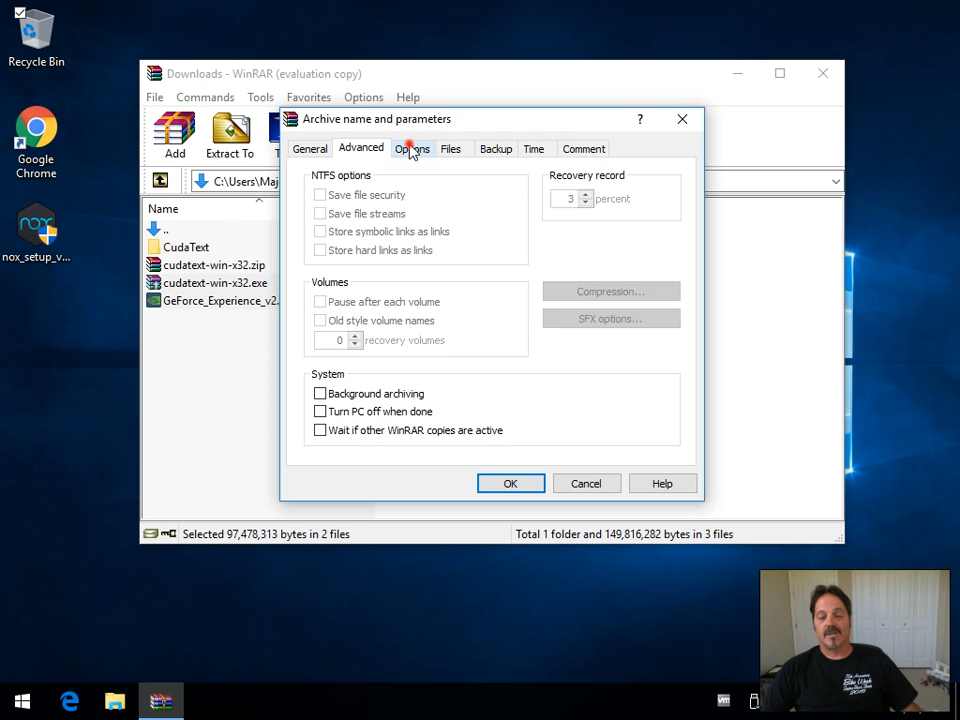 Recycle Bin
Google
Chrome
nox
nox_setup_v...
Downloads - WinRAR (evaluation copy)
File Commands Tools Favorites Options Help
Add Extract To T
C:\Users\Maj
Name
..
CudaText
cudatext-win-x32.zip
cudatext-win-x32.exe
GeForce_Experience_v2.
Archive name and parameters
General Advanced Options Files Backup Time Comment
NTFS options
Save file security
Save file streams
Store symbolic links as links
Store hard links as links
Recovery record
3 percent
Volumes
Pause after each volume
Old style volume names
0 recovery volumes
Compression...
SFX options...
System
Background archiving
Turn PC off when done
Wait if other WinRAR copies are active
OK Cancel Help
Selected 97,478,313 bytes in 2 files
Total 1 folder and 149,816,282 bytes in 3 files
vm
Bike Week